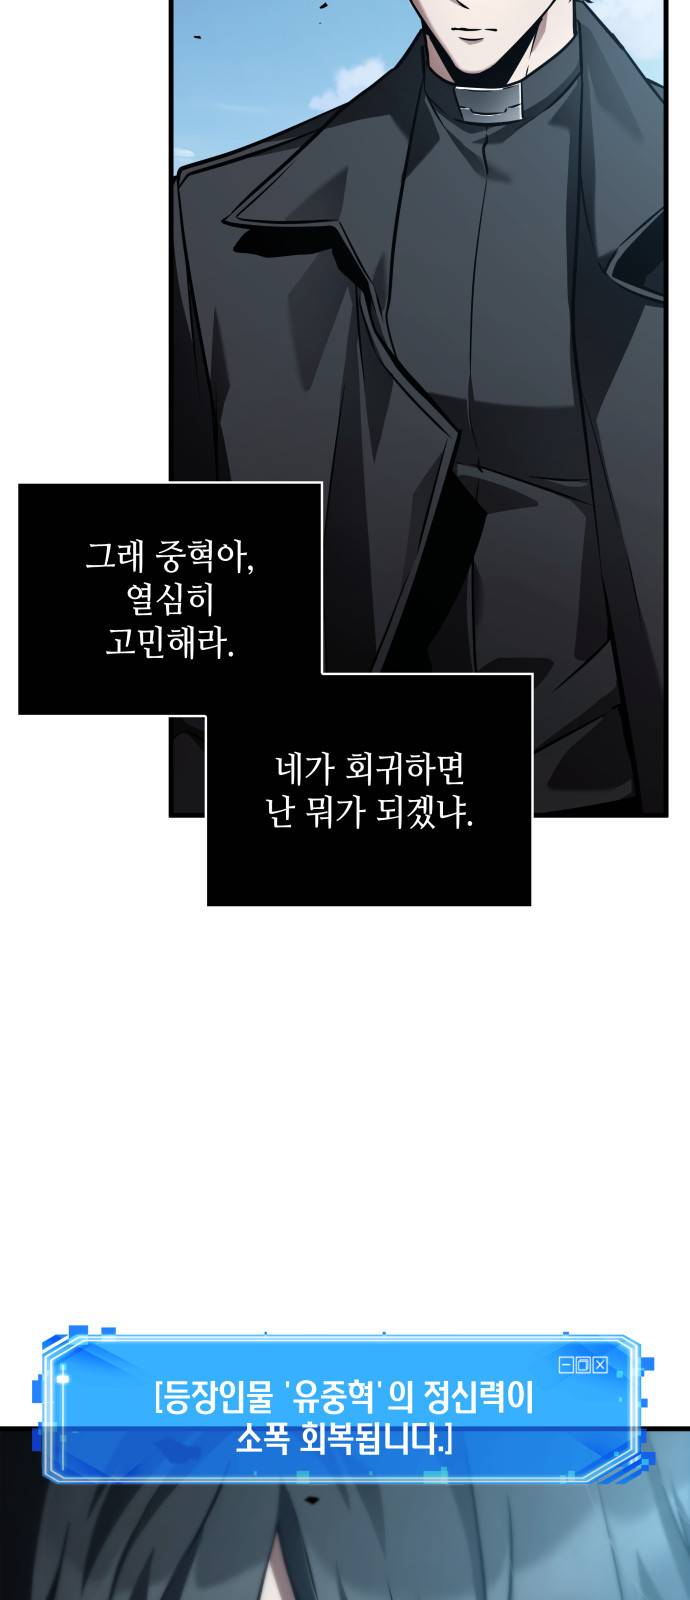 그래 중혁아,
열심히
고민해라.
네가 회귀하면
난 뭐가 되겠냐.
[등장인물 '유중혁'의 정신력이
소폭 회복됩니다.]